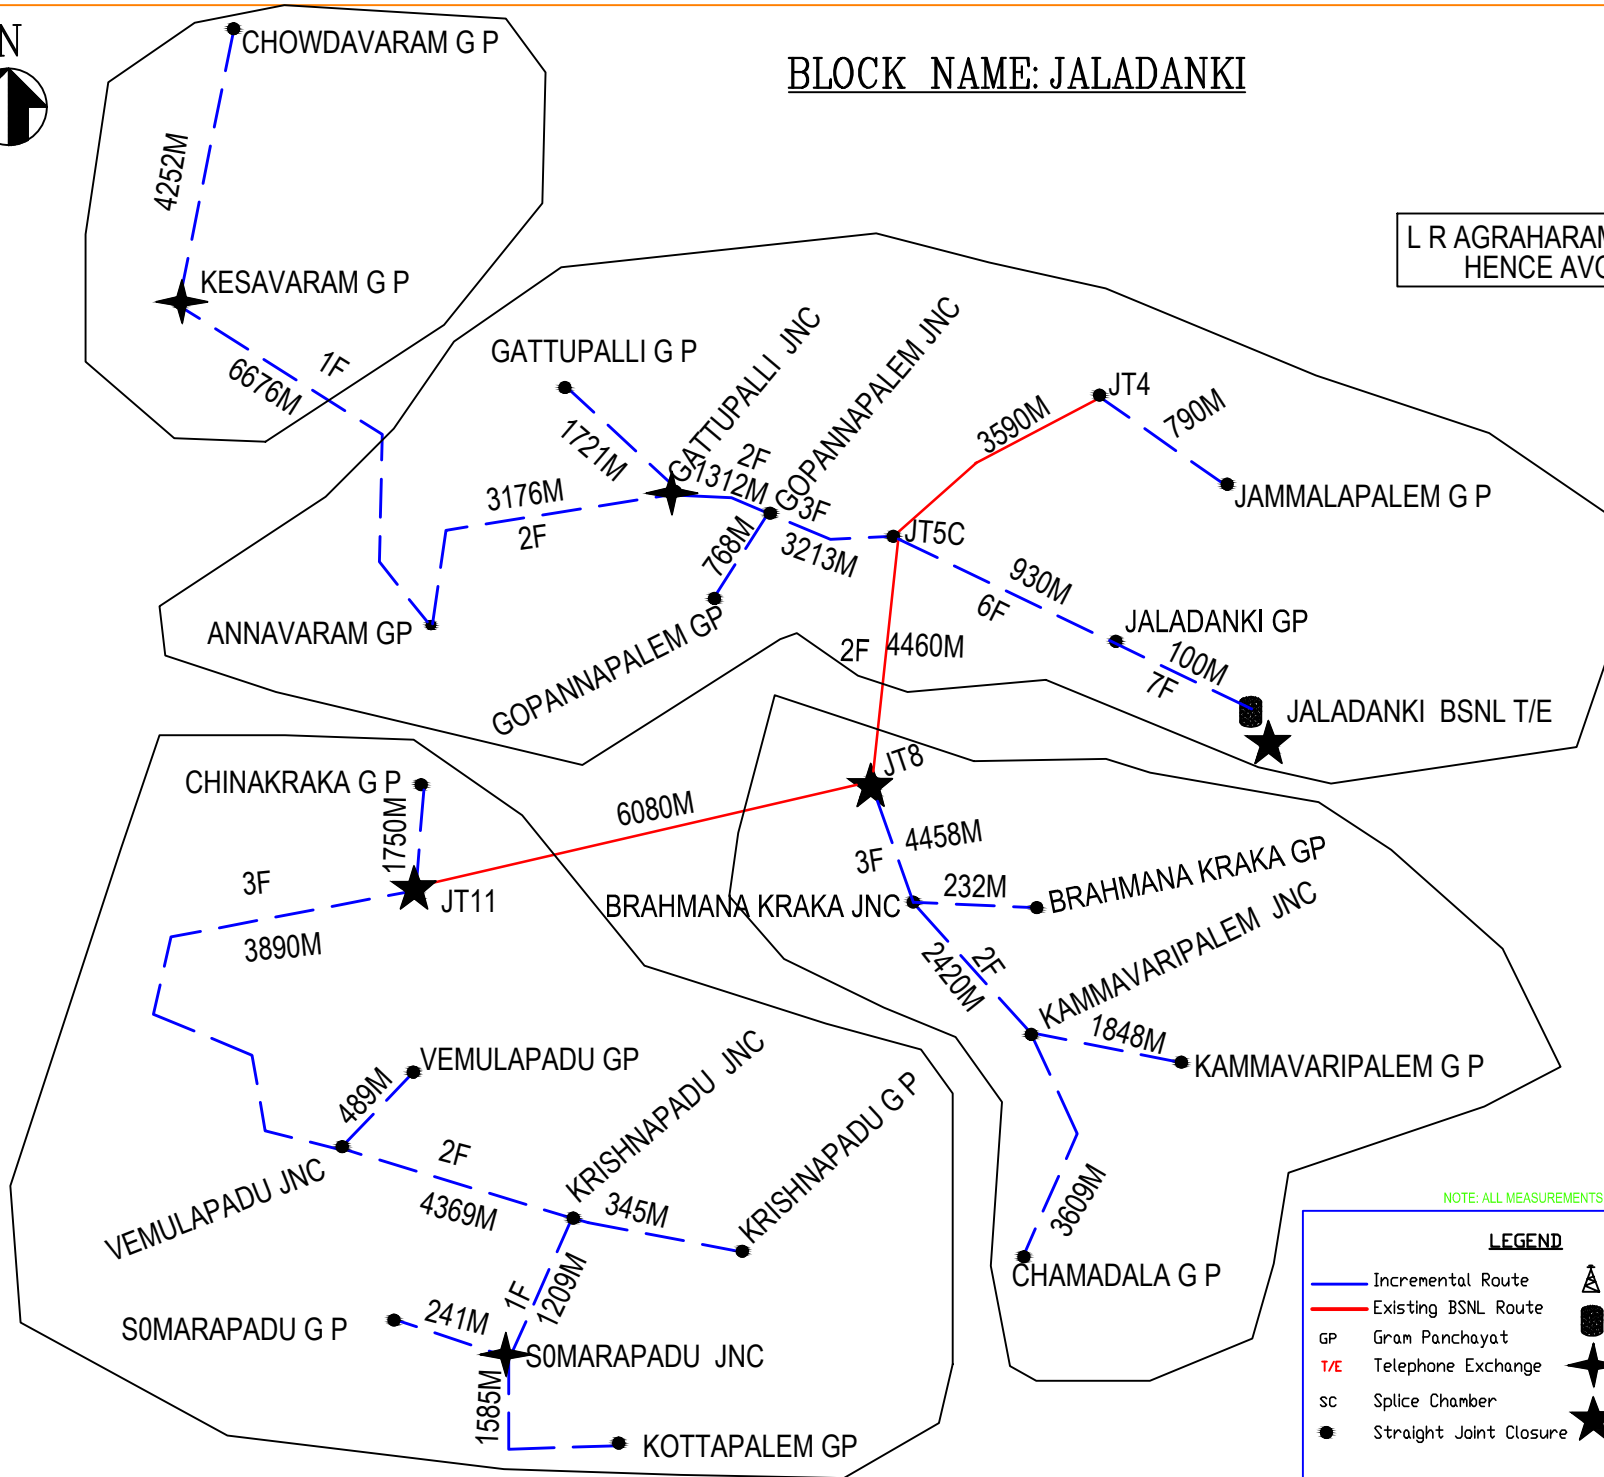 N
CHOWDAVARAM G P
BLOCK NAME: JALADANKI
4252M
L R AGRAHARAM
HENCE
KESAVARAM G P
1F
6676M
GATTUPALLI G P
GATTUPALLI JNC
GOPANNAPALEM JNC
1721M
2F
1312M
3F
3213M
3176M
2F
768M
JT4
3590M
790M
JAMMALAPALEM G P
JT5C
930M
6F
ANNAVARAM GP
GOPANNAPALEM GP
2F
4460M
JALADANKI GP
100M
7F
JALADANKI BSNL T/E
CHINAKRAKA G P
1750M
6080M
JT8
4458M
3F
3F
JT11
3890M
BRAHMANA KRAKA JNC
232M
BRAHMANA KRAKA GP
KAMMAVARIPALEM JNC
2F
2420M
1848M
KAMMAVARIPALEM G P
VEMULAPADU GP
489M
KRISHNAPADU JNC
KRISHNAPADU G P
2F
4369M
VEMULAPADU JNC
345M
3609M
CHAMADALA G P
1F
1209M
241M
S0MARAPADU G P
S0MARAPADU JNC
1585M
KOTTAPALEM GP
NOTE: ALL MEASUREMENTS
LEGEND
Incremental Route
Existing BSNL Route
GP Gram Panchayat
T/E Telephone Exchange
SC Splice Chamber
Straight Joint Closure